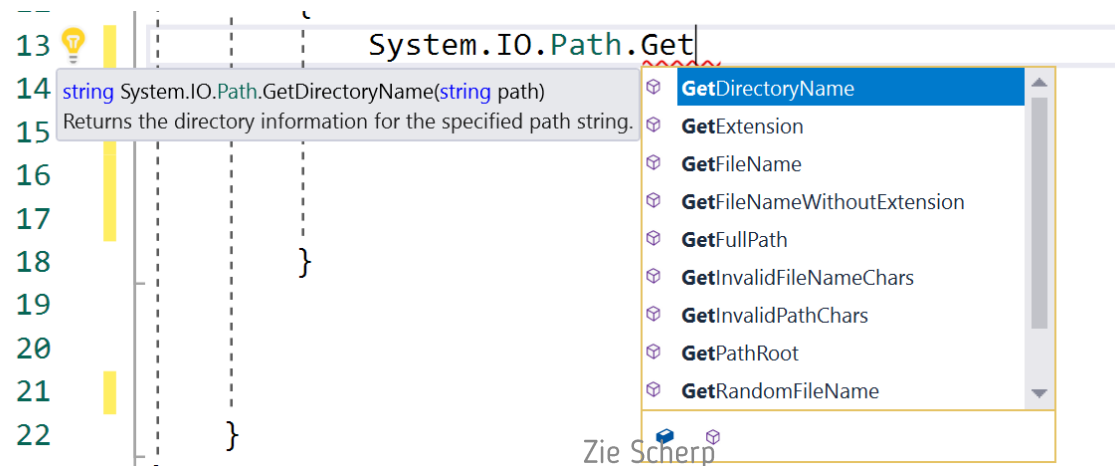 13 System.IO.Path.Get
14
string System.IO.Path.GetDirectoryName(string path)
Returns the directory information for the specified path string.
15
16
17
18 }
19
20
21
22 }
GetDirectoryName
GetExtension
GetFileName
GetFileNameWithoutExtension
GetFullPath
GetInvalidFileNameChars
GetInvalidPathChars
GetPathRoot
GetRandomFileName
Zie Scherp